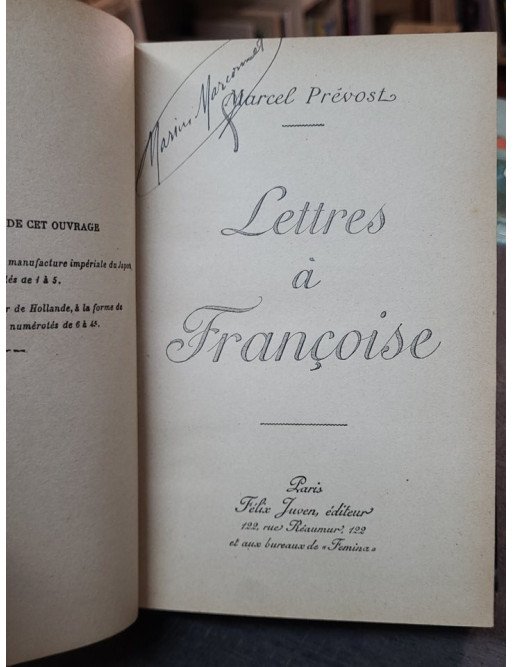 DE CET OUVRAGE
manufacture impériale du Japon,
de 1 à 5.
de Hollande, à la forme de
numérotés de 6 à 45.
Marius
Marcel Prévost
Lettres
à
Françoise
Paris
Félix Juven, éditeur
122, rue Réaumur, 122
et aux bureaux de «Femina»